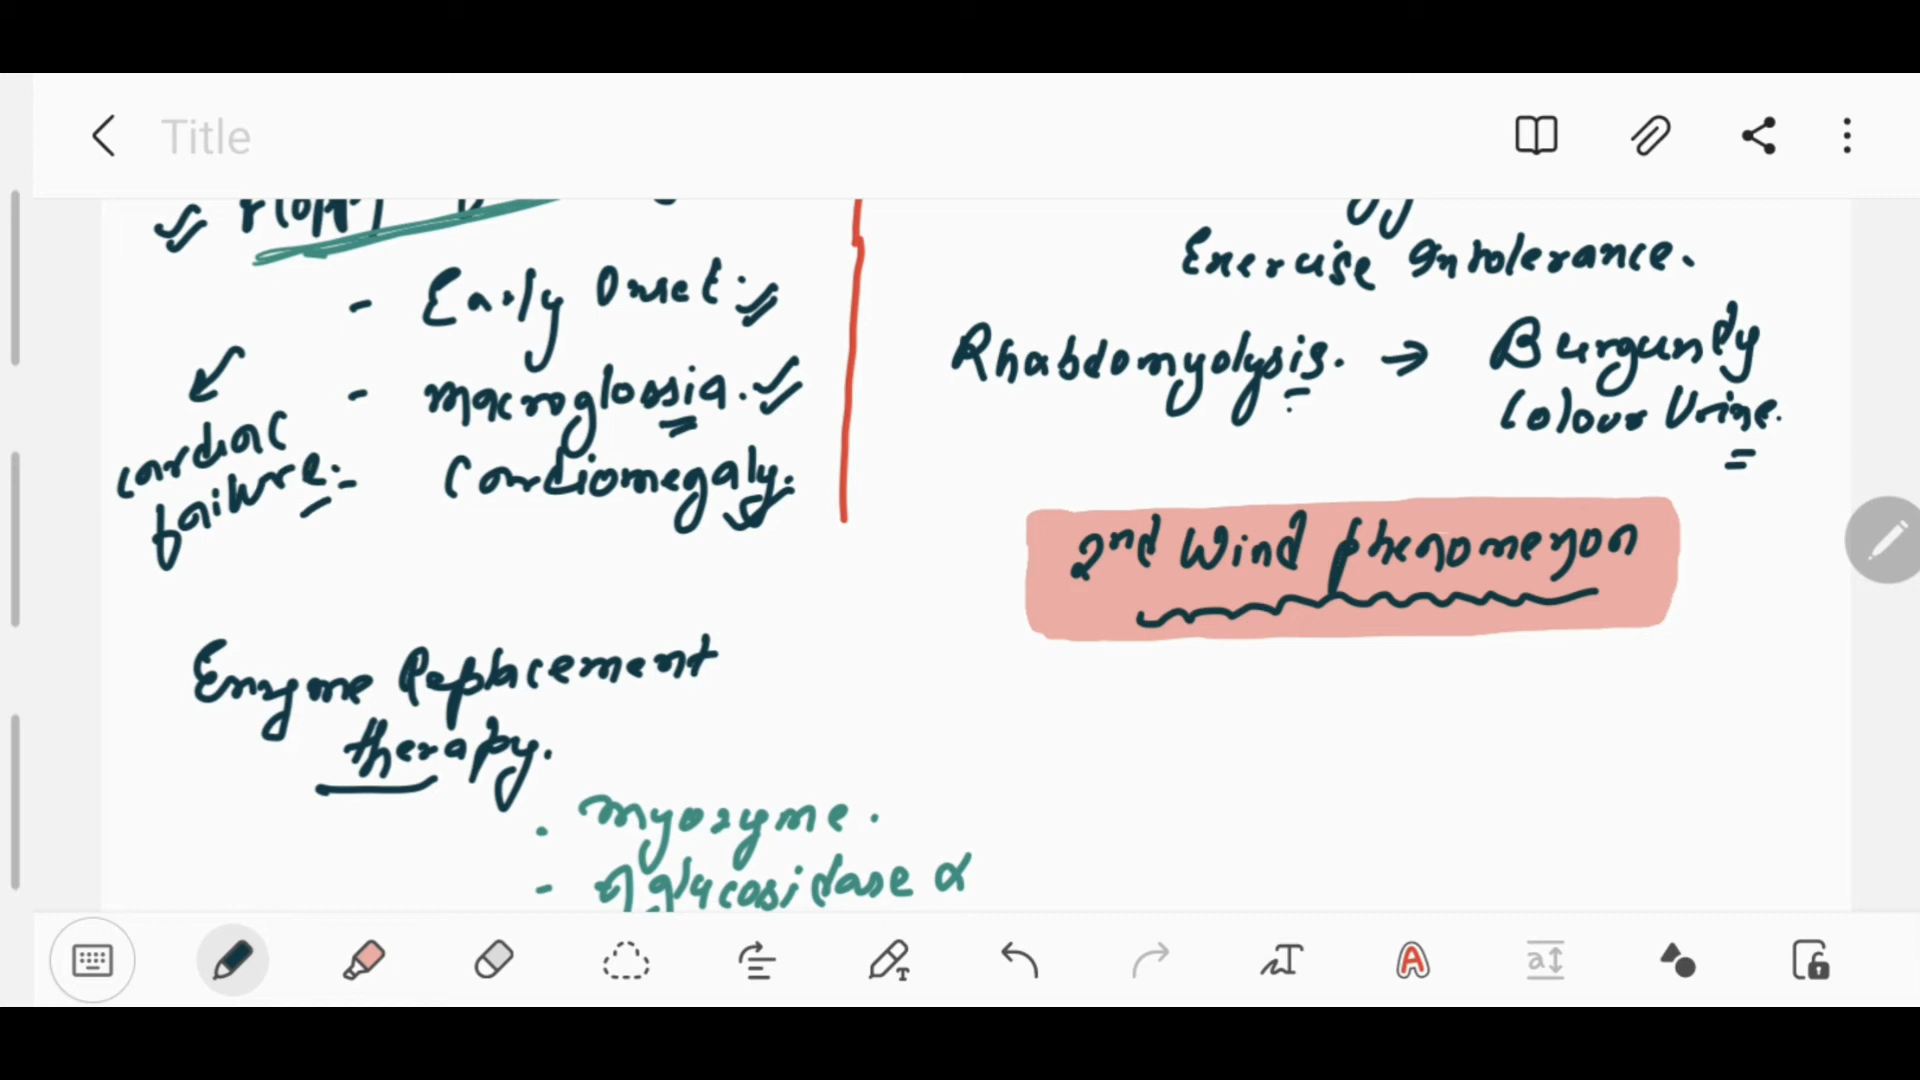 Title
- Early Onset.
- macroglossia.
cardiac failure.
- Cardiomegaly.
Enzyme Replacement
therapy.
. myozyme.
- glycosidase α
Exercise Intolerance.
Rhabdomyolysis. → Burgundy
Colour Urine.
2nd Wind phenomenon